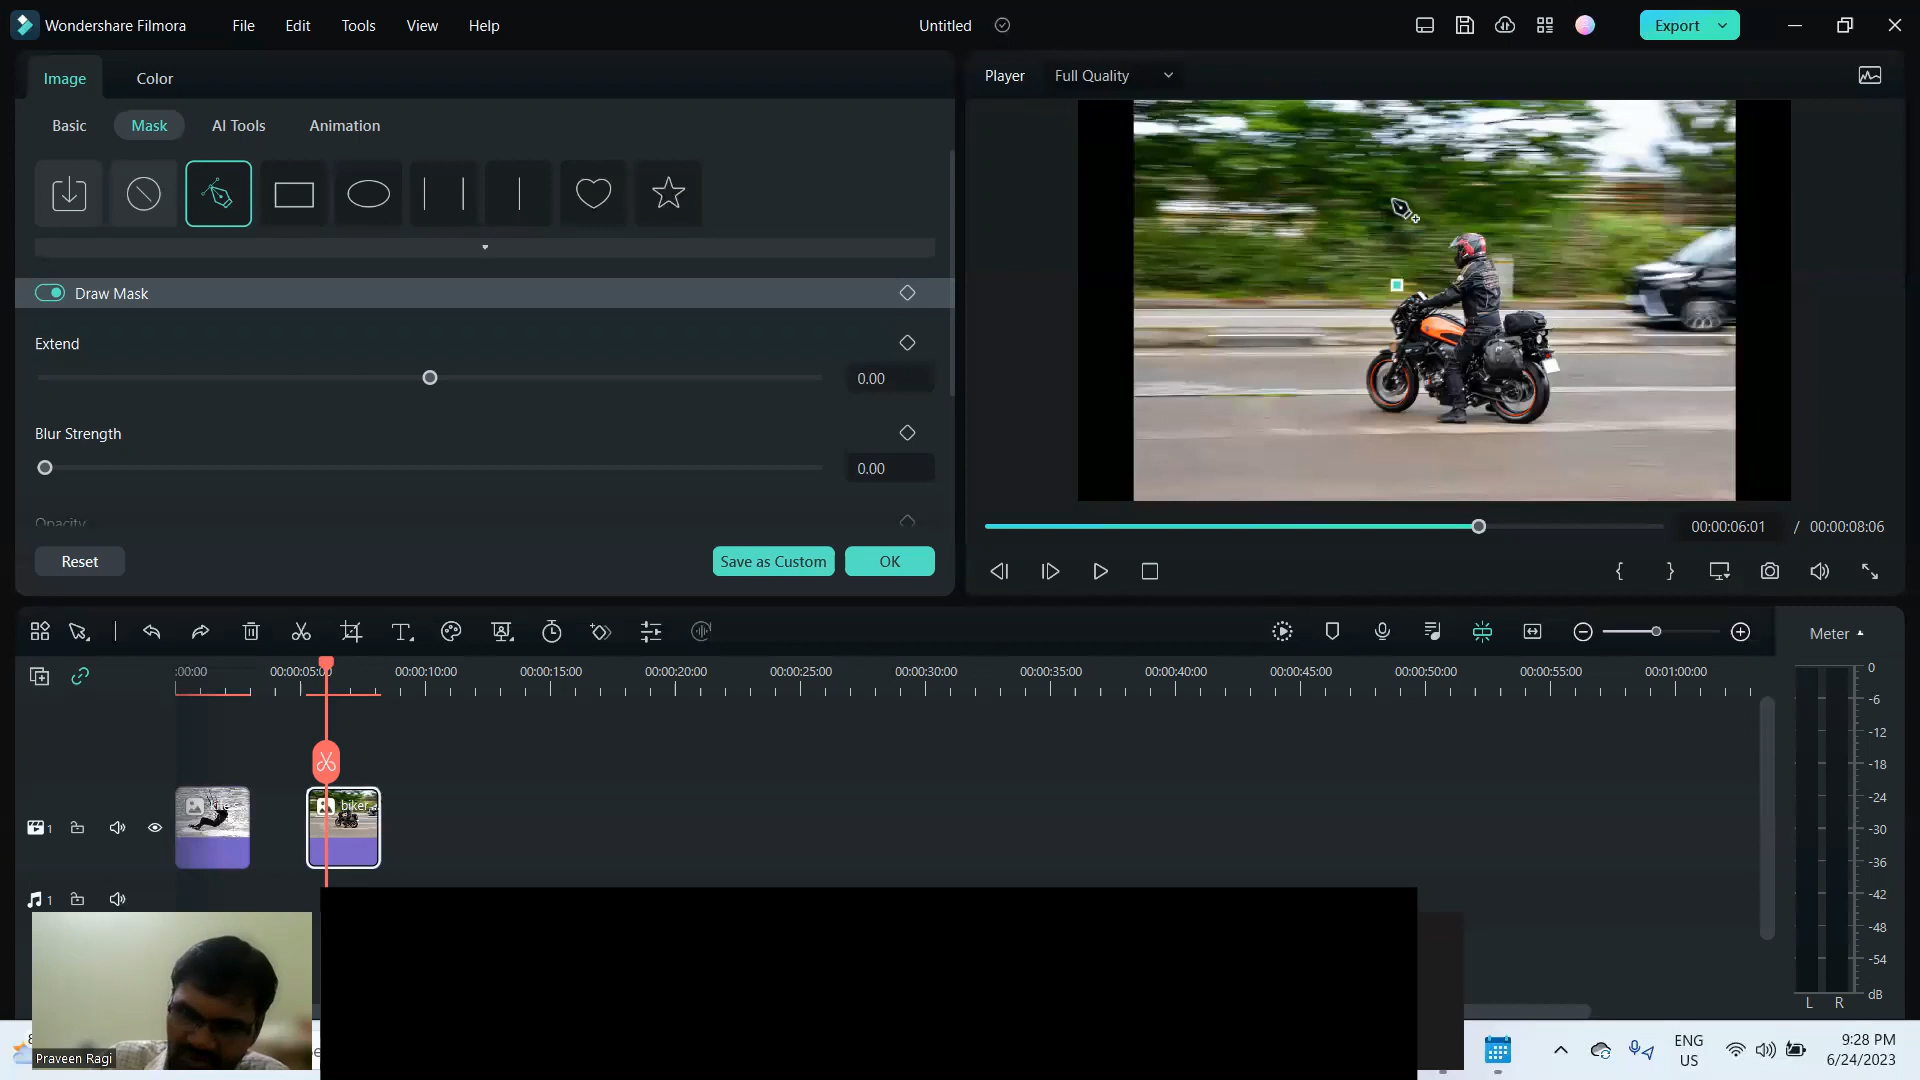 Wondershare Filmora
File
Edit
Tools
View
Help
Untitled
Export
Image
Color
Player
Full Quality
Basic
Mask
AI Tools
Animation
Draw Mask
Extend
0.00
Blur Strength
0.00
Opacity
Reset
Save as Custom
OK
00:00:06:01 / 00:00:08:06
Meter
:00:00
00:00:05:00
00:00:10:00
00:00:15:00
00:00:20:00
00:00:25:00
00:00:30:00
00:00:35:00
00:00:40:00
00:00:45:00
00:00:50:00
00:00:55:00
00:01:00:00
0
-6
-12
-18
-24
-30
-36
-42
-48
-54
dB
L R
biker...
1
1
Praveen Ragi
ENG
US
9:28 PM
6/24/2023